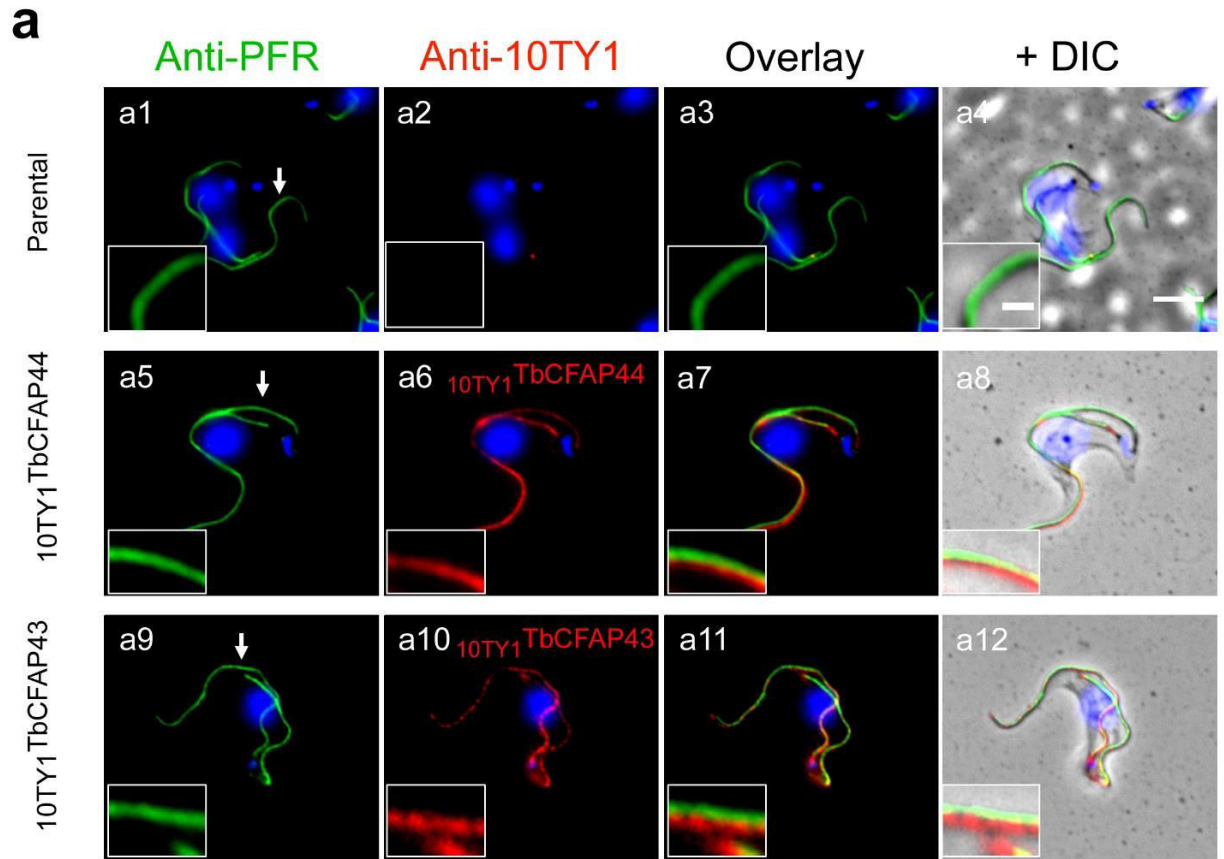 a
Anti-PFR Anti-10TY1 Overlay + DIC
Parental
a1 a2 a3 a4
10TY1TbCFAP44
a5 a6 10TY1TbCFAP44 a7 a8
10TY1TbCFAP43
a9 a10 10TY1TbCFAP43 a11 a12